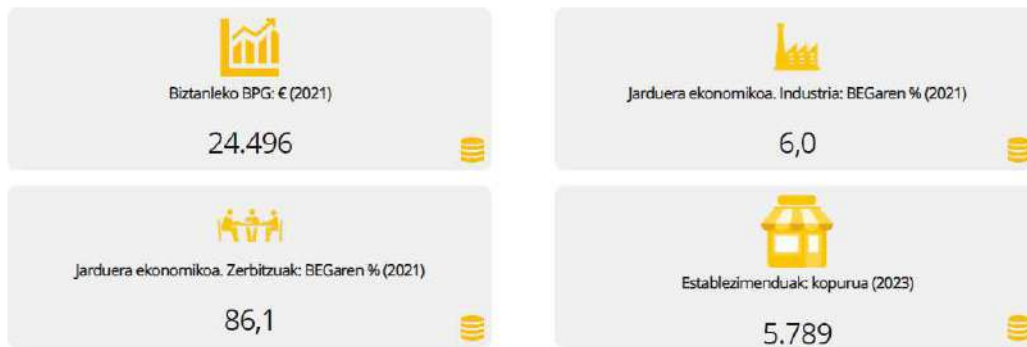 Biztanleko BPG: € (2021)
24.496
Jarduera ekonomikoa. Industria: BEGaren % (2021)
6,0
Jarduera ekonomikoa. Zerbitzuak: BEGaren % (2021)
86,1
Establezimenduak: kopurua (2023)
5.789